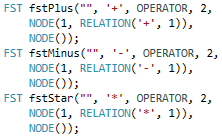 FST fstPlus("", '+', OPERATOR, 2,
NODE(1, RELATION('+', 1)),
NODE());
FST fstMinus("", '-', OPERATOR, 2,
NODE(1, RELATION('-', 1)),
NODE());
FST fstStar("", '*', OPERATOR, 2,
NODE(1, RELATION('*', 1)),
NODE());